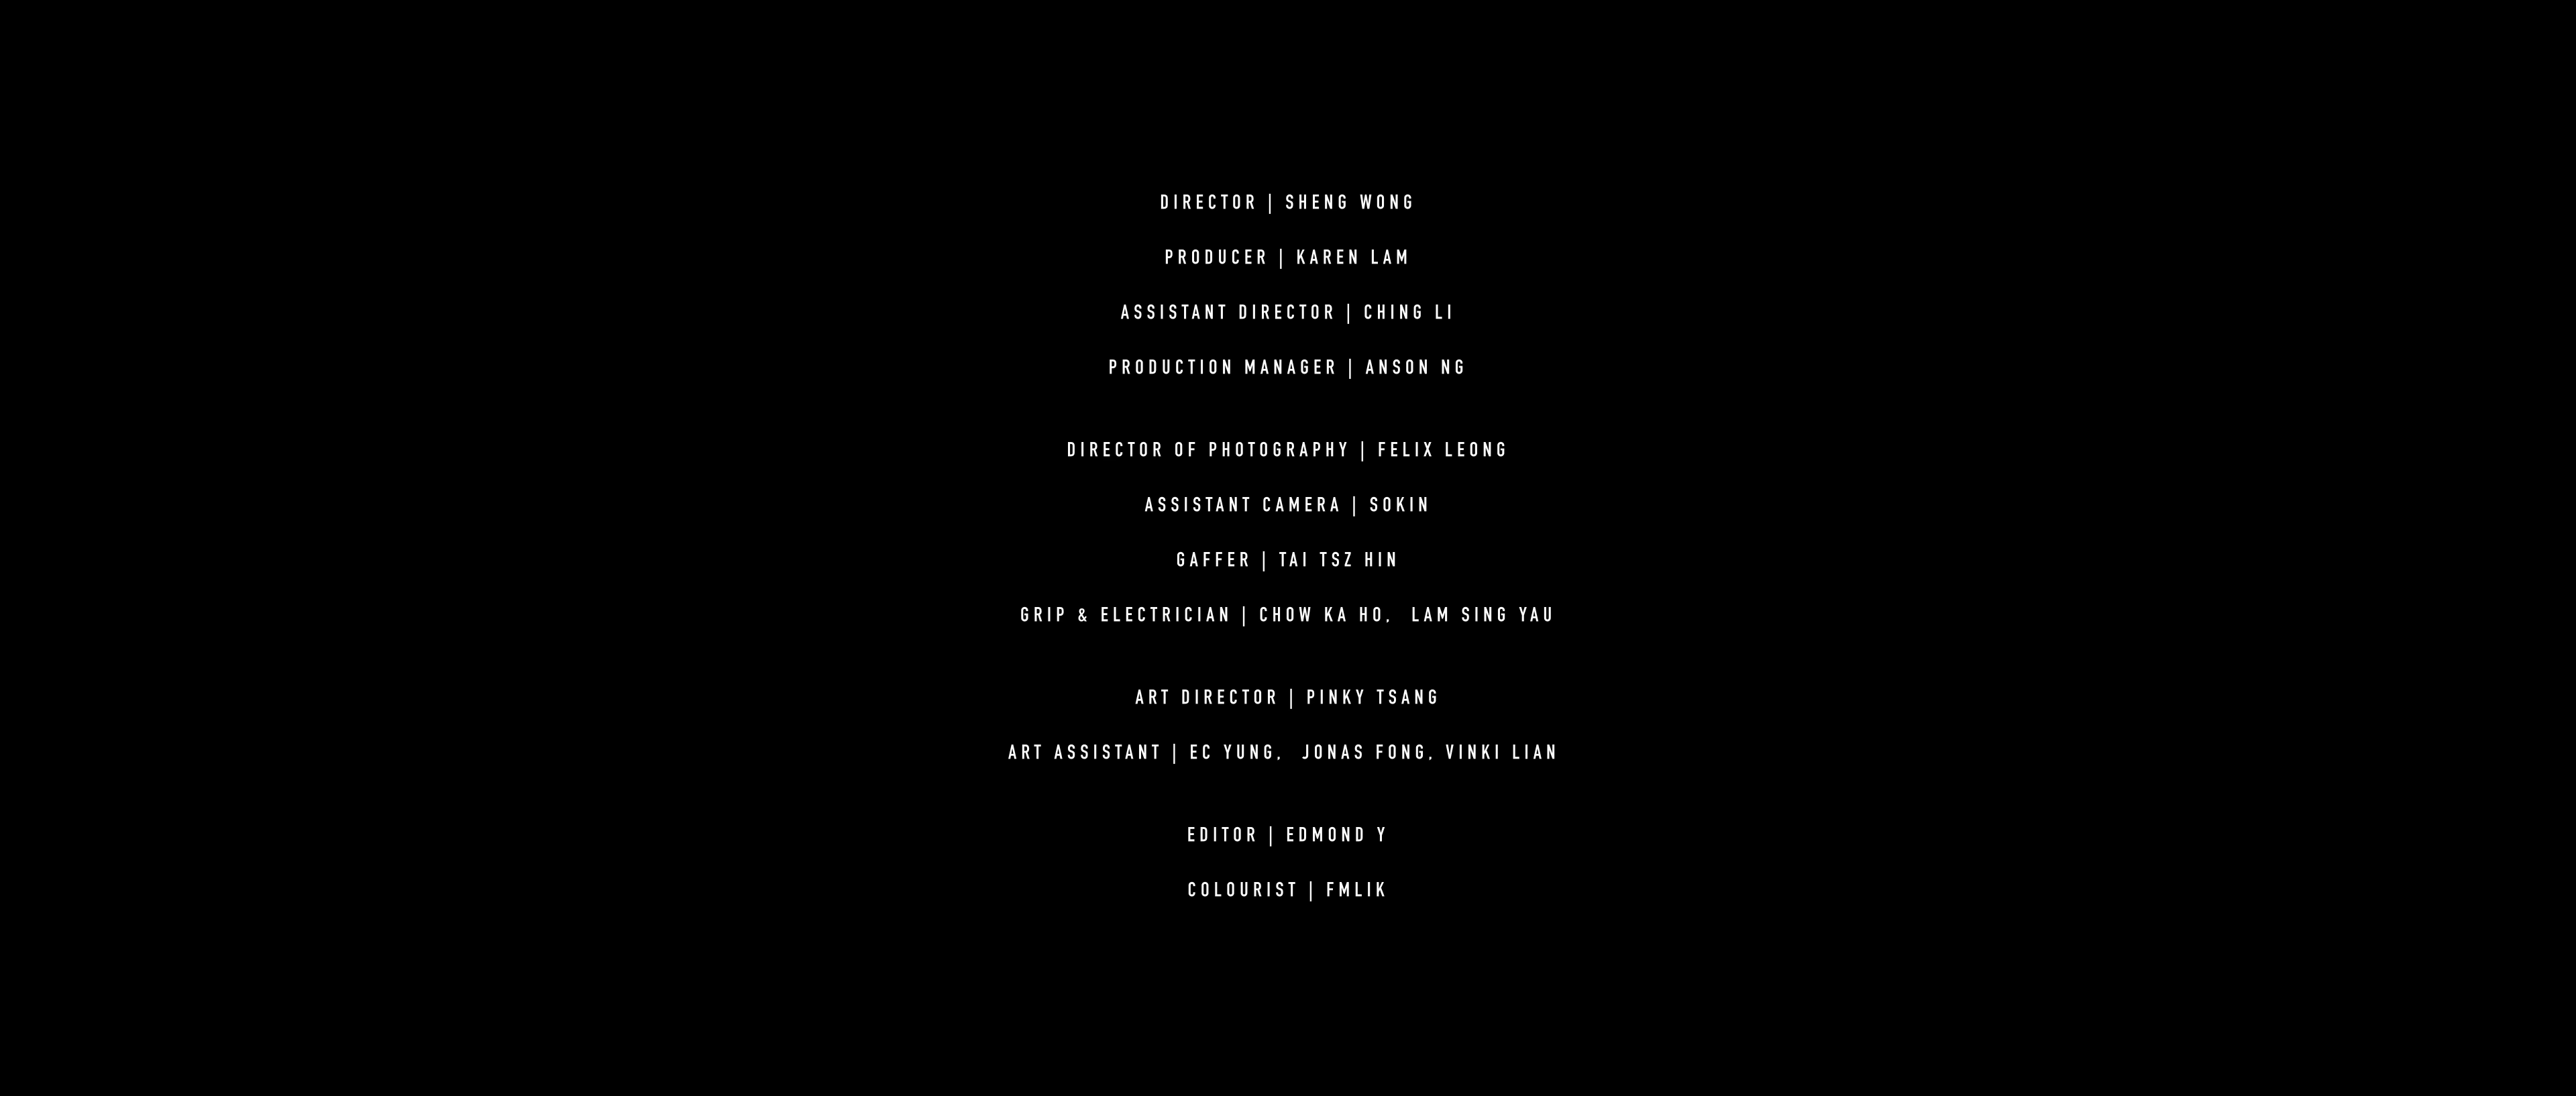 DIRECTOR | SHENG WONG
PRODUCER | KAREN LAM
ASSISTANT DIRECTOR | CHING LI
PRODUCTION MANAGER | ANSON NG
DIRECTOR OF PHOTOGRAPHY | FELIX LEONG
ASSISTANT CAMERA | SOKIN
GAFFER | TAI TSZ HIN
GRIP & ELECTRICIAN | CHOW KA HO,  LAM SING YAU
ART DIRECTOR | PINKY TSANG
ART ASSISTANT | EC YUNG,  JONAS FONG, VINKI LIAN
EDITOR | EDMOND Y
COLOURIST | FMLIK